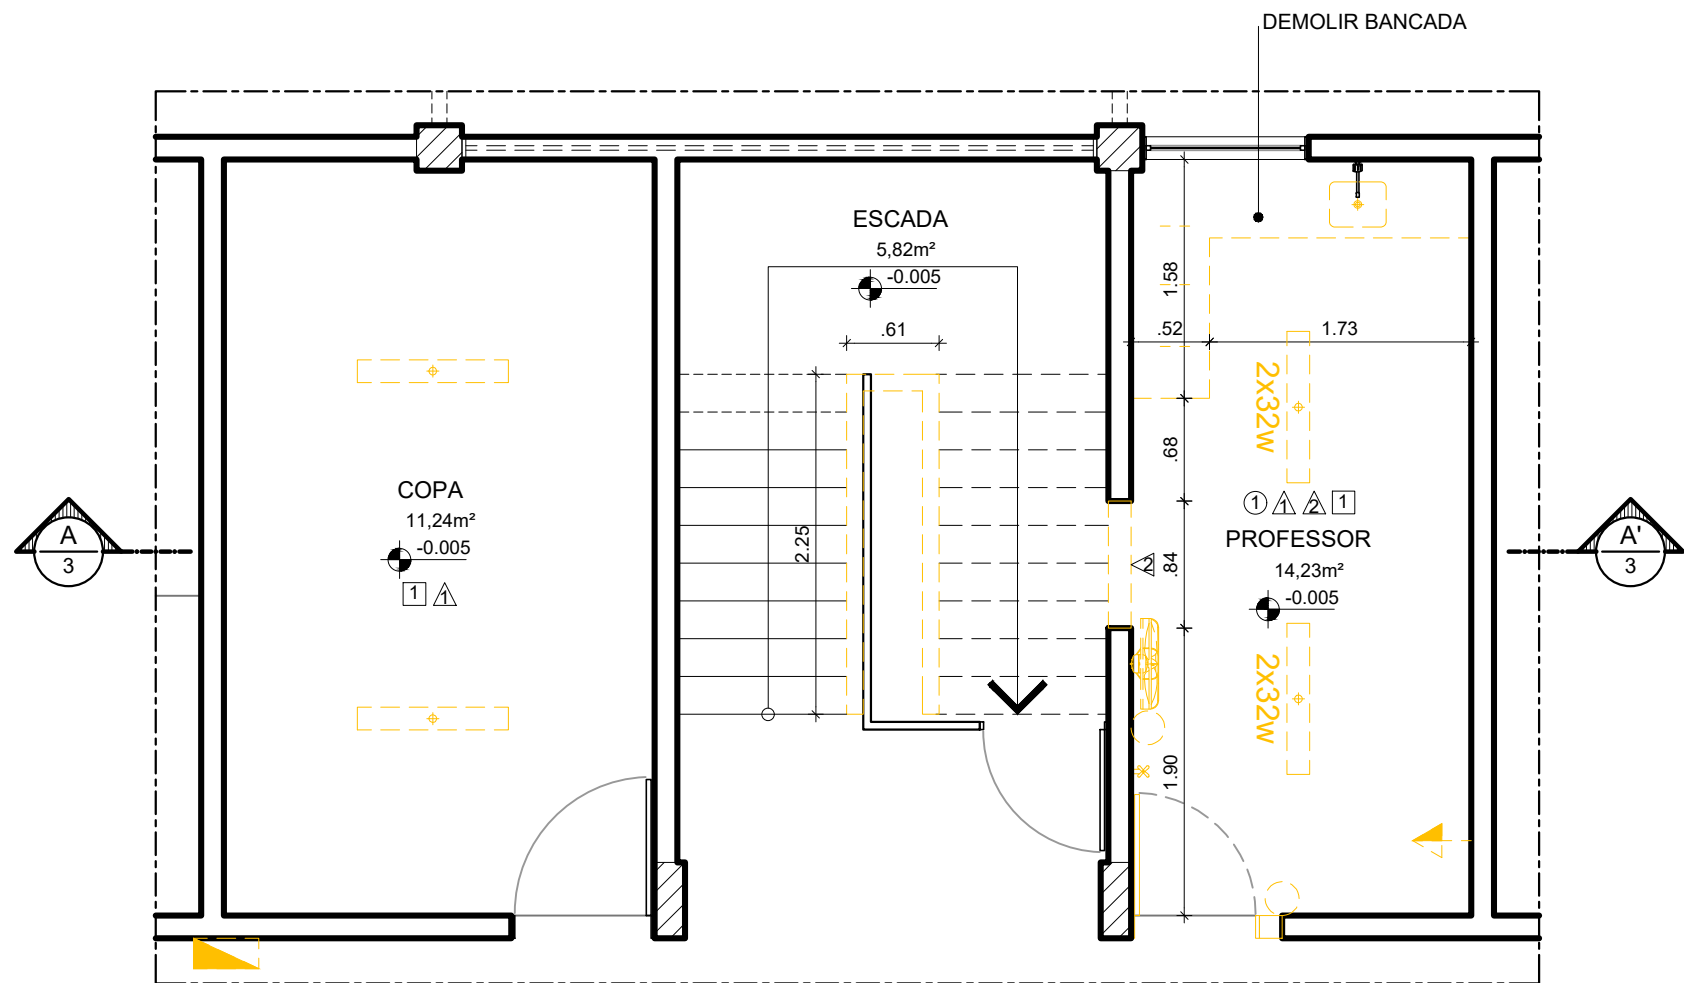 DEMOLIR BANCADA
ESCADA
5,82m²
-0.005
.61
1.58
.52
1.73
2x32w
.68
COPA
11,24m²
-0.005
1
1
2.25
1
1
2
1
PROFESSOR
14,23m²
-0.005
2
.84
A
3
A'
3
2x32w
1.90